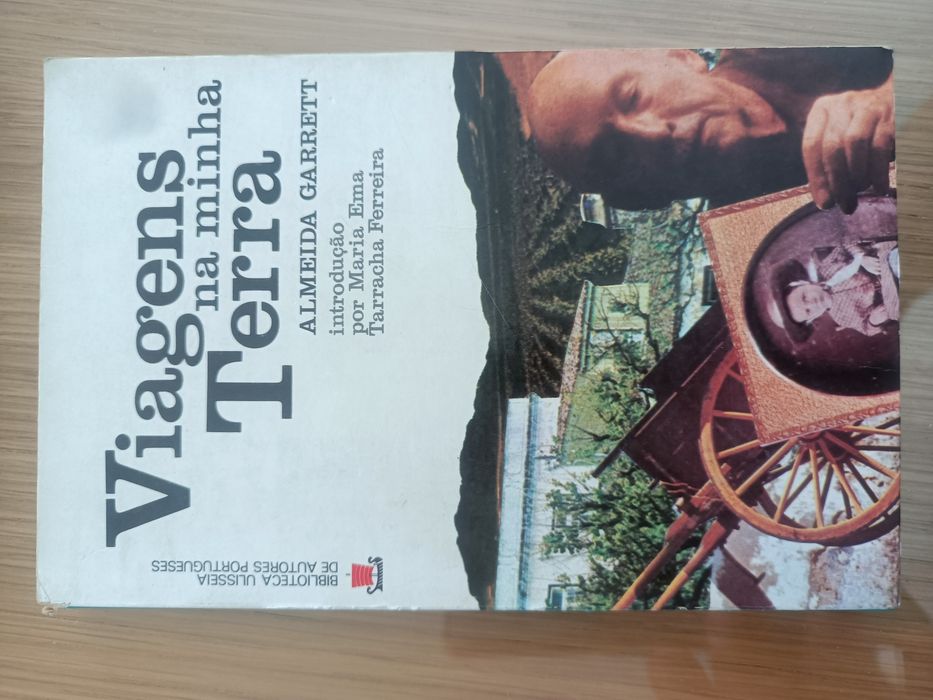 BIBLIOTECA ULISSEIA
DE AUTORES PORTUGUESES
Viagens
na minha
Terra
ALMEIDA GARRETT
introdução
por Maria Ema
Tarracha Ferreira